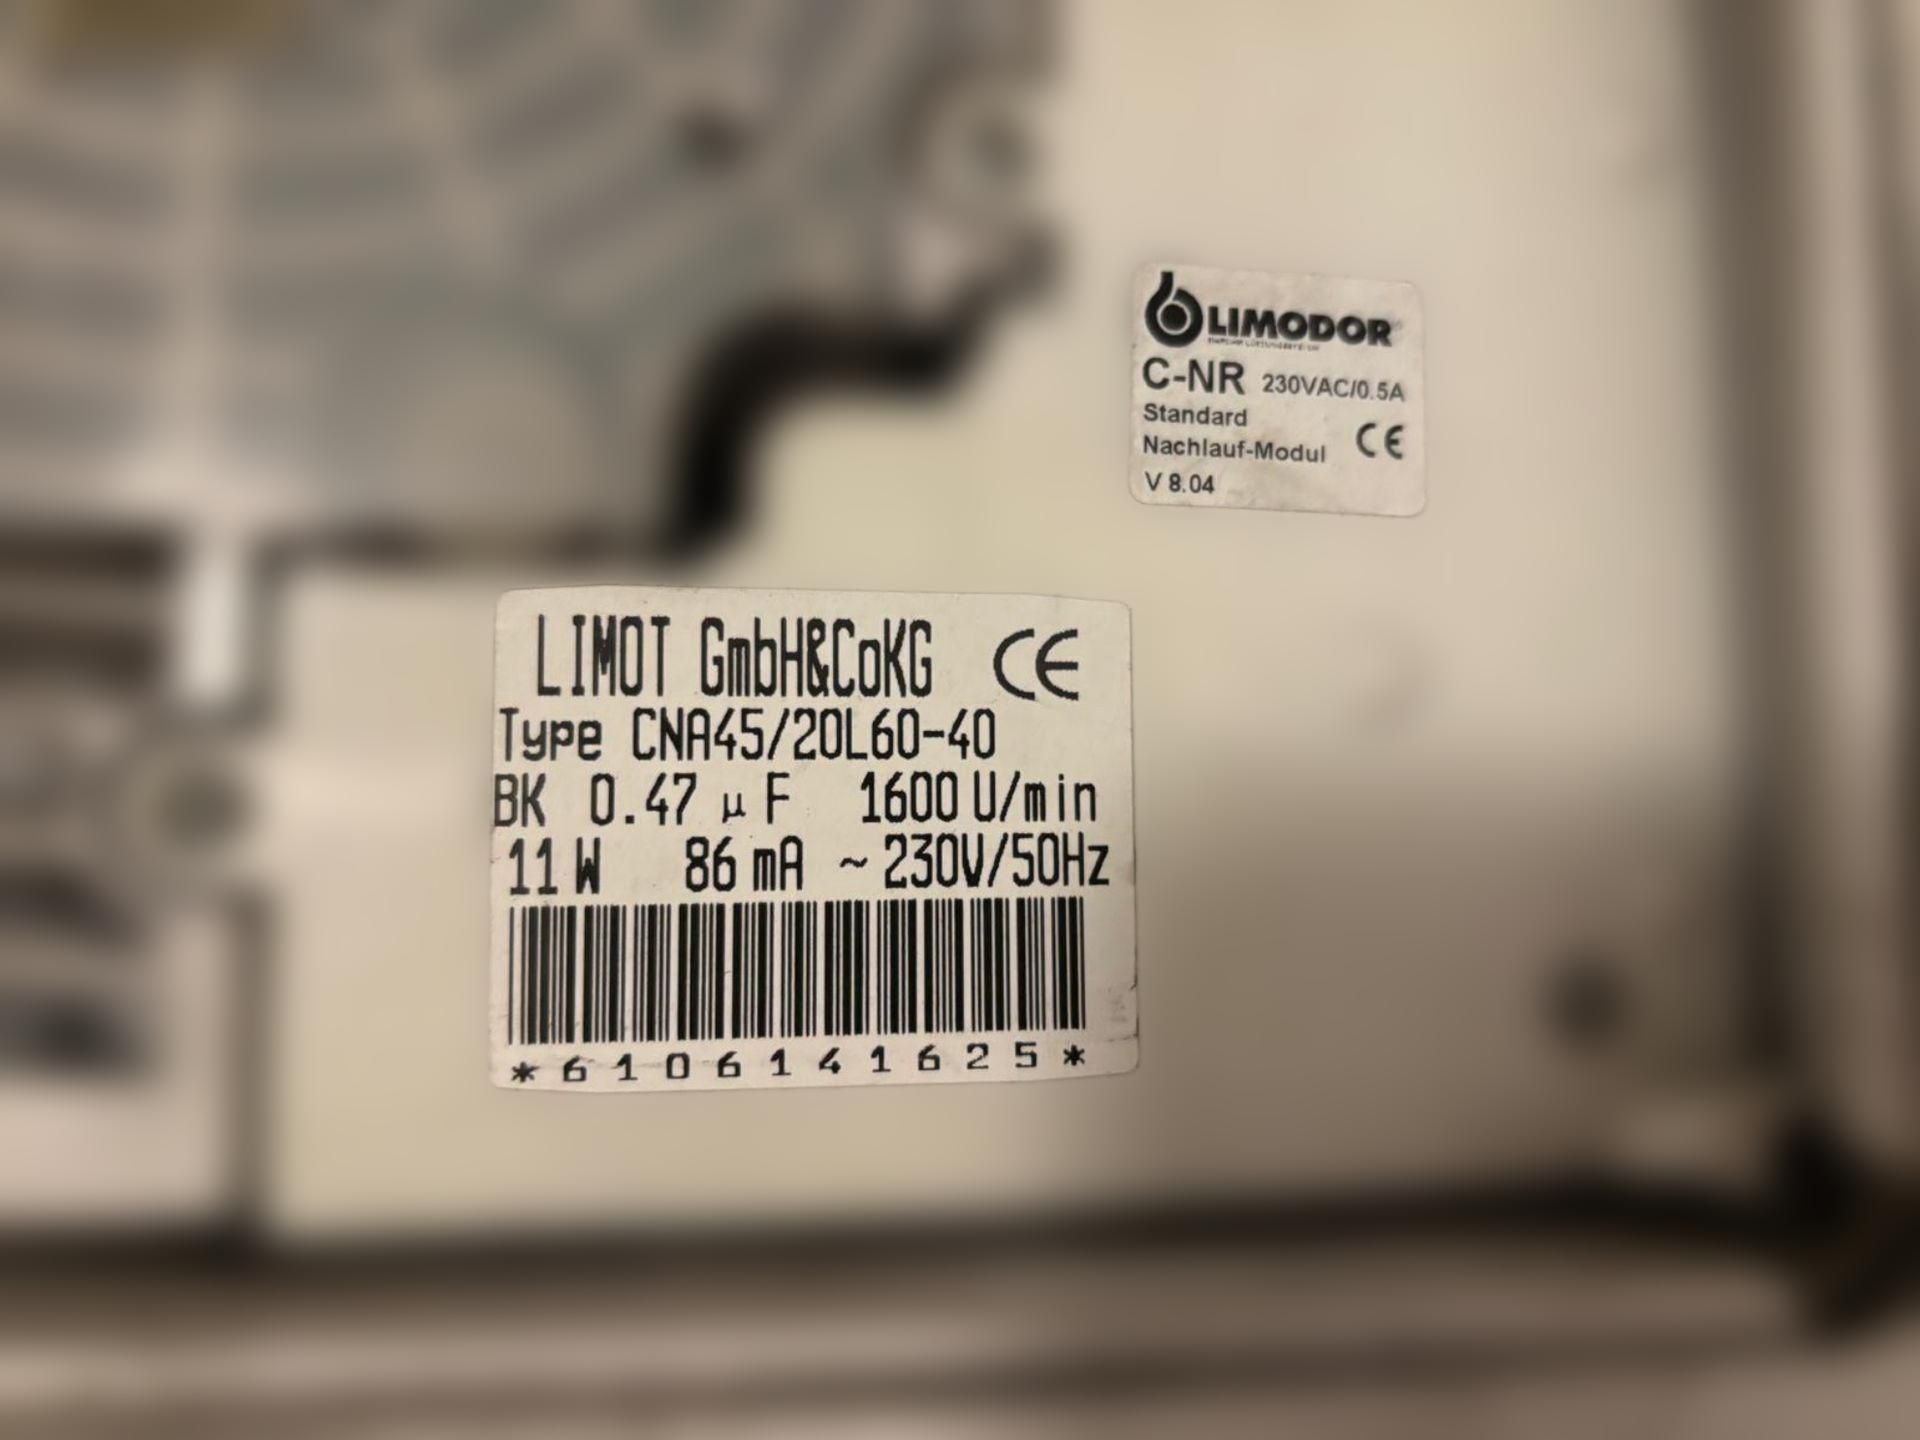 LIMODOR
C-NR 230VAC/0.5A
Standard
Nachlauf-Modul CE
V 8.04
LIMOT GmbH&CoKG CE
Type CNA45/20L60-40
BK 0.47 µF 1600 U/min
11 W 86 mA ~ 230V/50Hz
*6106141625*